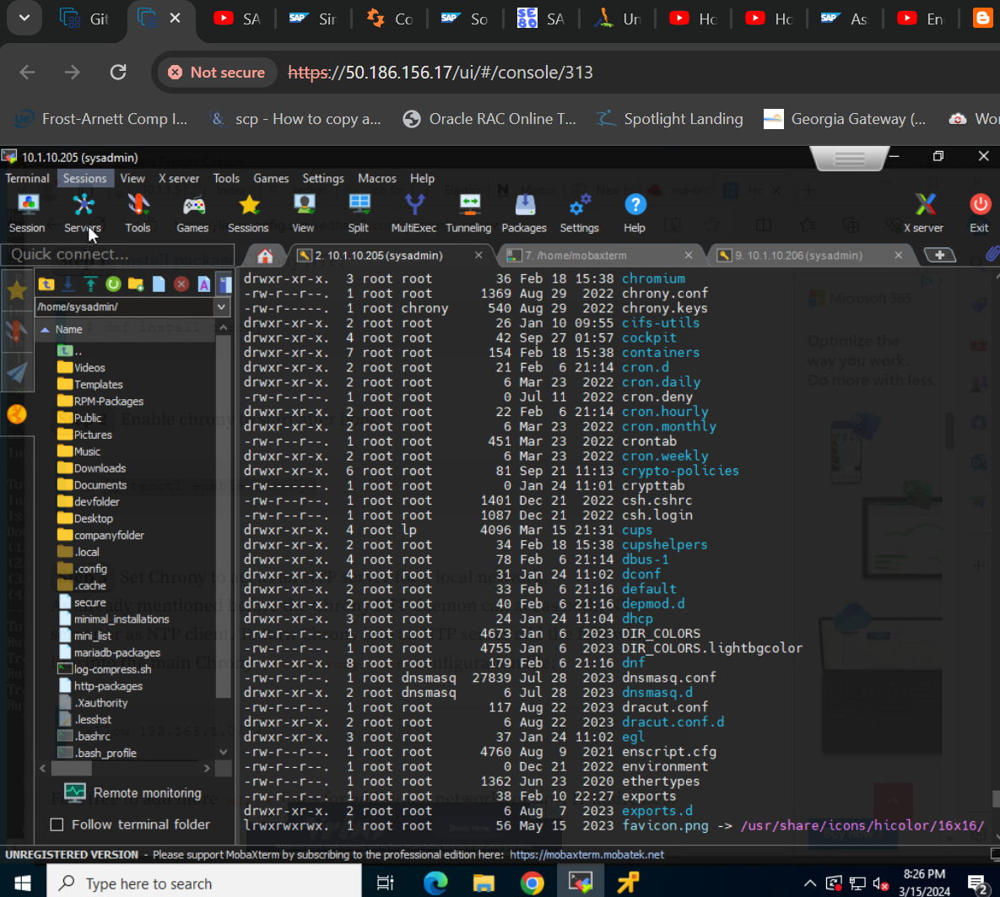 Git
SA
Sir
Co
So
SA
Un
Ho
Ho
As
En
Not secure
https://50.186.156.17/ui/#/console/313
Frost-Arnett Comp I...
scp - How to copy a...
Oracle RAC Online T...
Spotlight Landing
Georgia Gateway (...
Wor
10.1.10.205 (sysadmin)
Terminal Sessions View X server Tools Games Settings Macros Help
Session Servers Tools Games Sessions View Split MultiExec Tunneling Packages Settings Help X server Exit
Quick connect...
2. 10.1.10.205 (sysadmin)
7. /home/mobaxterm
9. 10.1.10.206 (sysadmin)
/home/sysadmin/
Name
..
Videos
Templates
RPM-Packages
Public
Pictures
Music
Downloads
Documents
devfolder
Desktop
companyfolder
.local
.config
.cache
secure
minimal_installations
mini_list
mariadb-packages
log-compress.sh
http-packages
.Xauthority
.lesshst
.bashrc
.bash_profile
Remote monitoring
Follow terminal folder
drwxr-xr-x. 3 root root 36 Feb 18 15:38 chromium
-rw-r--r--. 1 root root 1369 Aug 29 2022 chrony.conf
-rw-r-----. 1 root chrony 540 Aug 29 2022 chrony.keys
drwxr-xr-x. 2 root root 26 Jan 10 09:55 cifs-utils
drwxr-xr-x. 4 root root 42 Sep 27 01:57 cockpit
drwxr-xr-x. 7 root root 154 Feb 18 15:38 containers
drwxr-xr-x. 2 root root 21 Feb 6 21:14 cron.d
drwxr-xr-x. 2 root root 6 Mar 23 2022 cron.daily
-rw-r--r--. 1 root root 0 Jul 11 2022 cron.deny
drwxr-xr-x. 2 root root 22 Feb 6 21:14 cron.hourly
drwxr-xr-x. 2 root root 6 Mar 23 2022 cron.monthly
-rw-r--r--. 1 root root 451 Mar 23 2022 crontab
drwxr-xr-x. 2 root root 6 Mar 23 2022 cron.weekly
drwxr-xr-x. 6 root root 81 Sep 21 11:13 crypto-policies
-rw-------. 1 root root 0 Jan 24 11:01 crypttab
-rw-r--r--. 1 root root 1401 Dec 21 2022 csh.cshrc
-rw-r--r--. 1 root root 1087 Dec 21 2022 csh.login
drwxr-xr-x. 4 root lp 4096 Mar 15 21:31 cups
drwxr-xr-x. 2 root root 34 Feb 18 15:38 cupshelpers
drwxr-xr-x. 4 root root 78 Feb 6 21:14 dbus-1
drwxr-xr-x. 4 root root 31 Jan 24 11:02 dconf
drwxr-xr-x. 2 root root 33 Feb 6 21:16 default
drwxr-xr-x. 2 root root 40 Feb 6 21:16 depmod.d
drwxr-xr-x. 3 root root 24 Jan 24 11:04 dhcp
-rw-r--r--. 1 root root 4673 Jan 6 2023 DIR_COLORS
-rw-r--r--. 1 root root 4755 Jan 6 2023 DIR_COLORS.lightbgcolor
drwxr-xr-x. 8 root root 179 Feb 6 21:16 dnf
-rw-r--r--. 1 root dnsmasq 27839 Jul 28 2023 dnsmasq.conf
drwxr-xr-x. 2 root dnsmasq 6 Jul 28 2023 dnsmasq.d
-rw-r--r--. 1 root root 117 Aug 22 2023 dracut.conf
drwxr-xr-x. 2 root root 6 Aug 22 2023 dracut.conf.d
drwxr-xr-x. 3 root root 37 Jan 24 11:02 egl
-rw-r--r--. 1 root root 4760 Aug 9 2021 enscript.cfg
-rw-r--r--. 1 root root 0 Dec 21 2022 environment
-rw-r--r--. 1 root root 1362 Jun 23 2020 ethertypes
-rw-r--r--. 1 root root 38 Feb 10 22:27 exports
drwxr-xr-x. 2 root root 6 Aug 7 2023 exports.d
lrwxrwxrwx. 1 root root 56 May 15 2023 favicon.png -> /usr/share/icons/hicolor/16x16/
Microsoft 365
Optimize the
way you work.
Do more with less.
UNREGISTERED VERSION - Please support MobaXterm by subscribing to the professional edition here: https://mobaxterm.mobatek.net
Type here to search
8:26 PM
3/15/2024
2